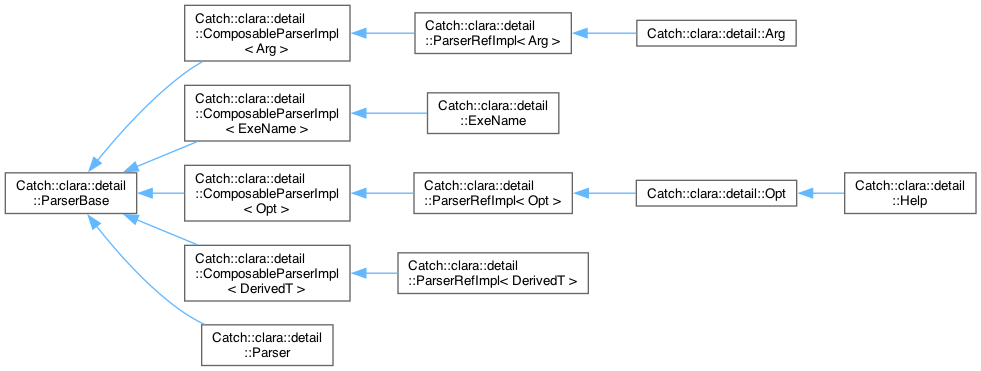 Catch::clara::detail
::ParserBase
Catch::clara::detail
::ComposableParserImpl
< Arg >
Catch::clara::detail
::ParserRefImpl< Arg >
Catch::clara::detail::Arg
Catch::clara::detail
::ComposableParserImpl
< ExeName >
Catch::clara::detail
::ExeName
Catch::clara::detail
::ComposableParserImpl
< Opt >
Catch::clara::detail
::ParserRefImpl< Opt >
Catch::clara::detail::Opt
Catch::clara::detail
::Help
Catch::clara::detail
::ComposableParserImpl
< DerivedT >
Catch::clara::detail
::ParserRefImpl< DerivedT >
Catch::clara::detail
::Parser